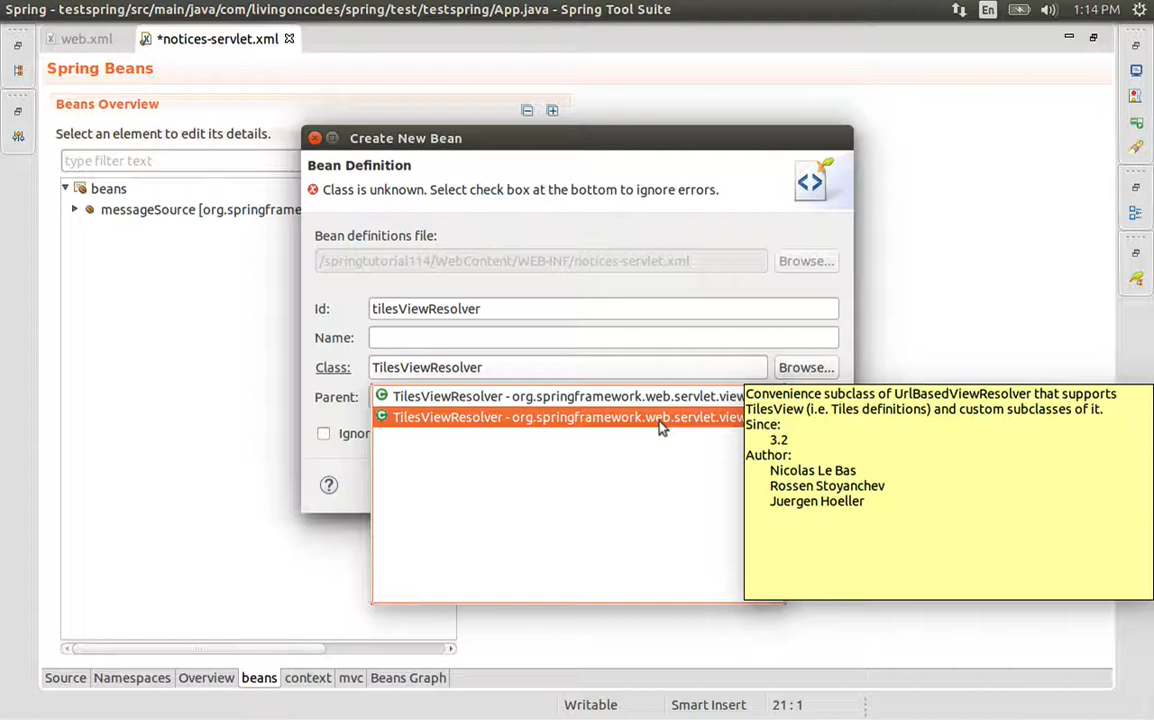 Spring - testspring/src/main/java/com/livingoncodes/spring/test/testspring/App.java - Spring Tool Suite
En
1:14 PM
web.xml
*notices-servlet.xml
Spring Beans
Beans Overview
Select an element to edit its details.
type filter text
beans
messageSource [org.springframe
Create New Bean
Bean Definition
Class is unknown. Select check box at the bottom to ignore errors.
Bean definitions file:
/springtutorial114/WebContent/WEB-INF/notices-servlet.xml
Browse...
Id:
tilesViewResolver
Name:
Class:
TilesViewResolver
Browse...
Parent:
TilesViewResolver - org.springframework.web.servlet.view
TilesViewResolver - org.springframework.web.servlet.view
Ignor
Convenience subclass of UrlBasedViewResolver that supports
TilesView (i.e. Tiles definitions) and custom subclasses of it.
Since:
3.2
Author:
Nicolas Le Bas
Rossen Stoyanchev
Juergen Hoeller
Source
Namespaces
Overview
beans
context
mvc
Beans Graph
Writable
Smart Insert
21 : 1